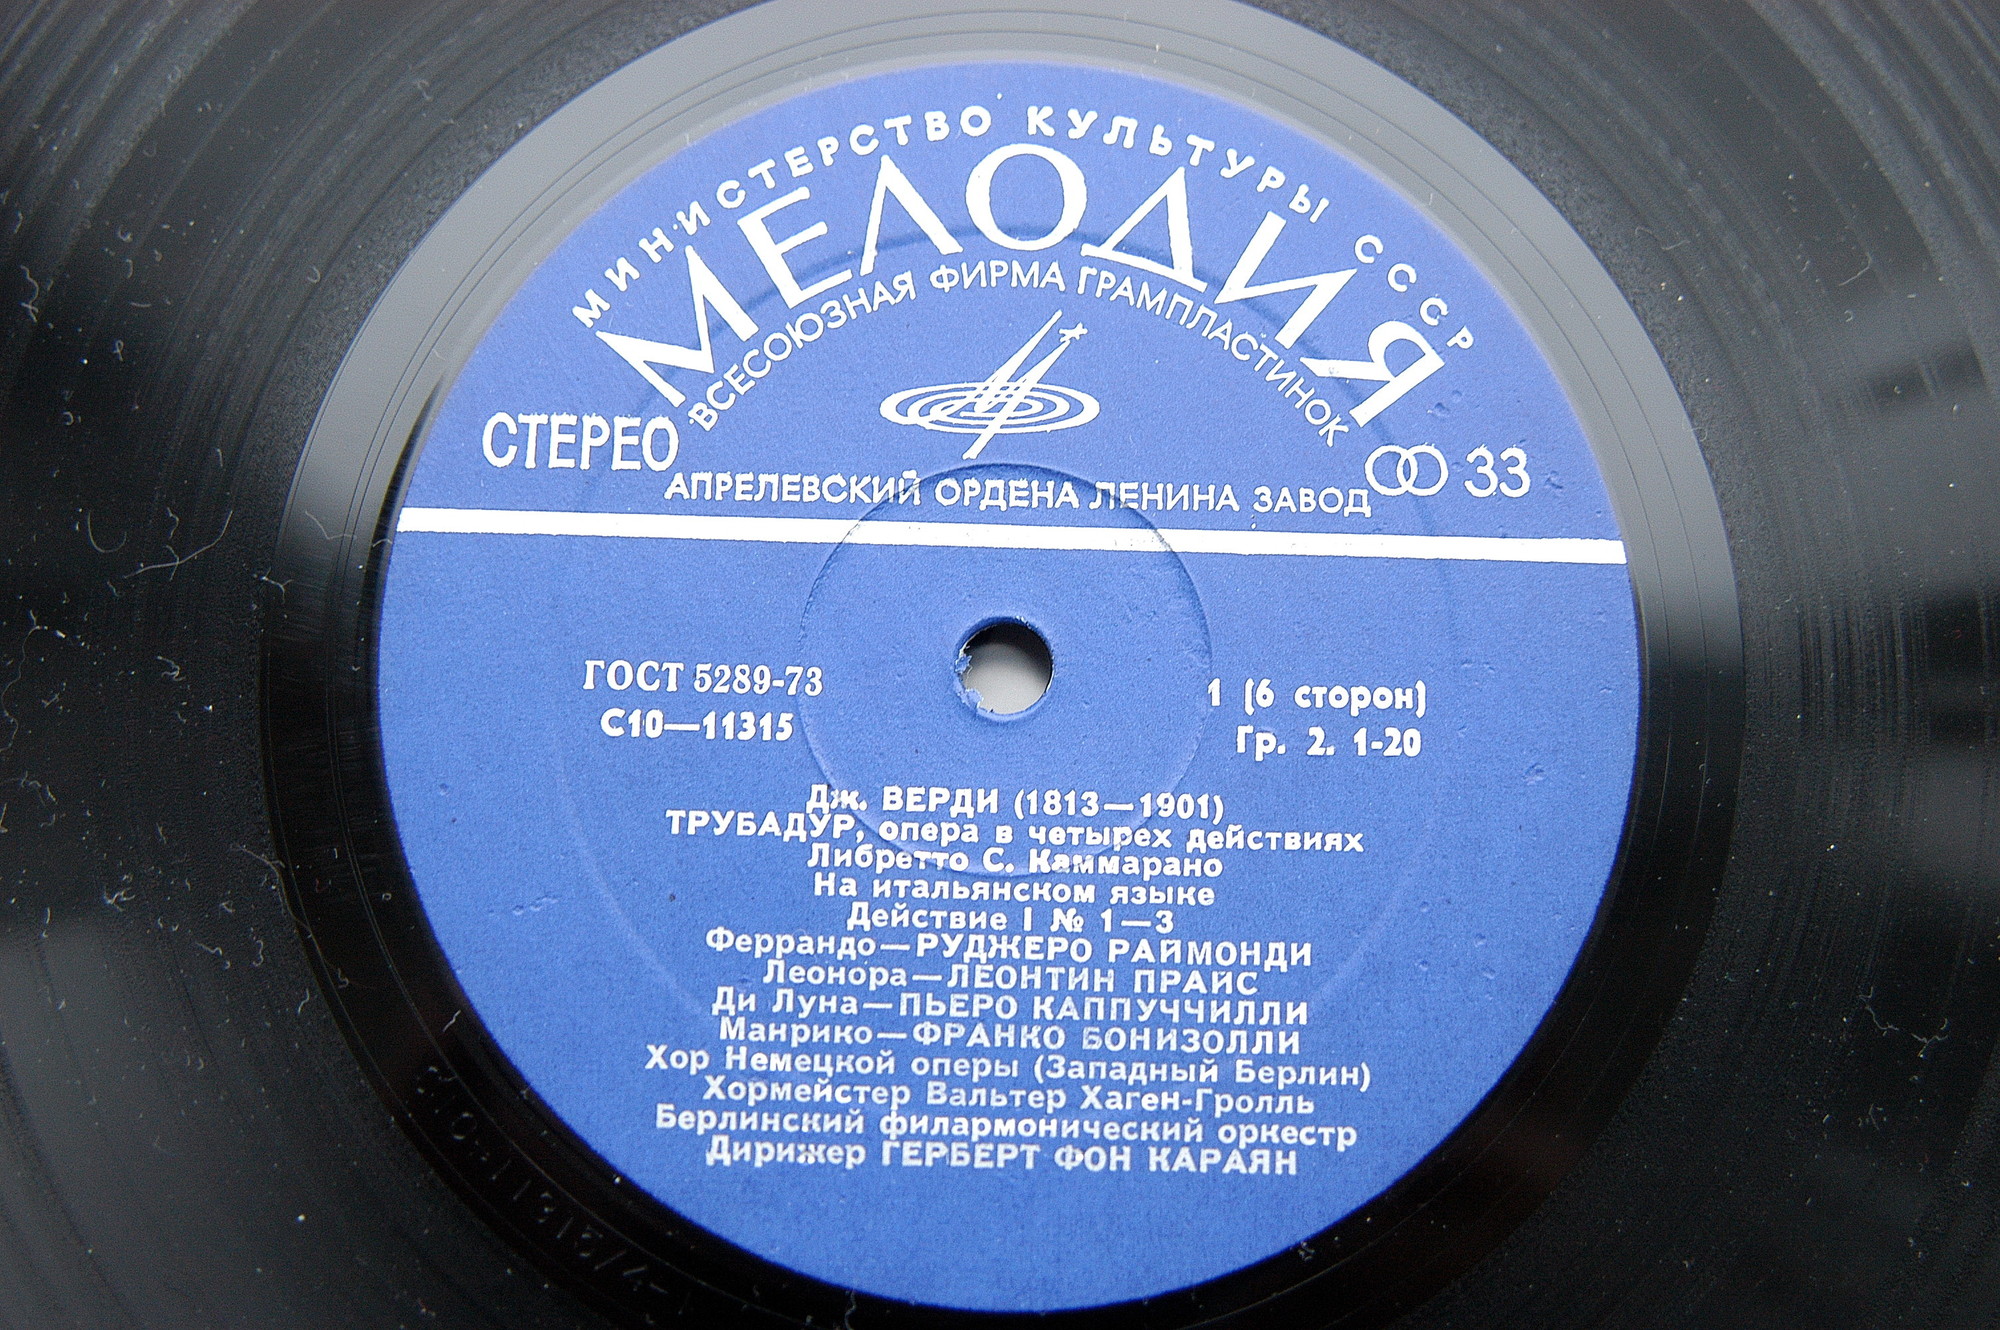 МИНИСТЕРСТВО КУЛЬТУРЫ СССР
МЕЛОДИЯ
ВСЕСОЮЗНАЯ ФИРМА ГРАМПЛАСТИНОК
СТЕРЕО
33
АПРЕЛЕВСКИЙ ОРДЕНА ЛЕНИНА ЗАВОД
ГОСТ 5289-73
С10—11315
1 (6 сторон)
Гр. 2. 1-20
Дж. ВЕРДИ (1813—1901)
ТРУБАДУР, опера в четырех действиях
Либретто С. Каммарано
На итальянском языке
Действие I № 1—3
Феррандо—РУДЖЕРО РАЙМОНДИ
Леонора—ЛЕОНТИН ПРАЙС
Ди Луна—ПЬЕРО КАППУЧЧИЛЛИ
Манрико—ФРАНКО БОНИЗОЛЛИ
Хор Немецкой оперы (Западный Берлин)
Хормейстер Вальтер Хаген-Гролль
Берлинский филармонический оркестр
Дирижер ГЕРБЕРТ ФОН КАРАЯН